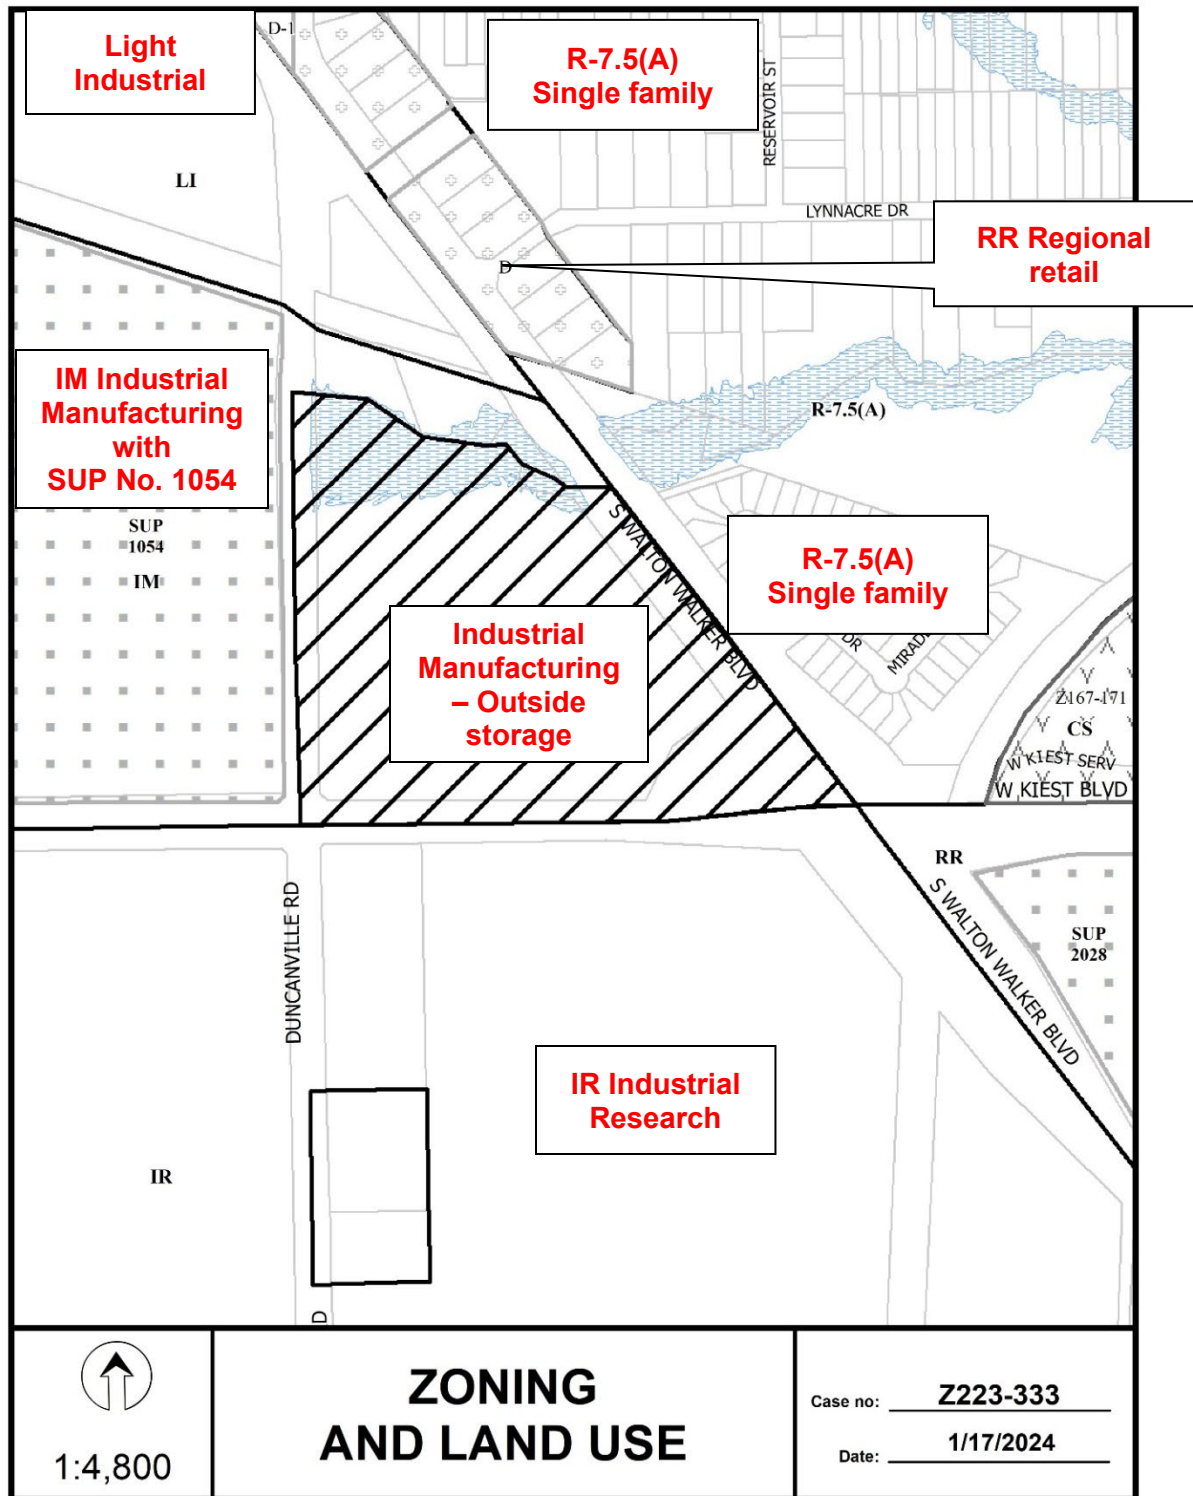 D-1
Light
Industrial
R-7.5(A)
Single family
RESERVOIR ST
LI
LYNNACRE DR
RR Regional
retail
D
IM Industrial
Manufacturing
with
SUP No. 1054
R-7.5(A)
SUP
1054
IM
S WALTON WALKER BLVD
R-7.5(A)
Single family
Industrial
Manufacturing
– Outside
storage
DR
Z167-171
CS
W KIEST SERV
W KIEST BLVD
RR
S WALTON WALKER BLVD
SUP
2028
DUNCANVILLE RD
IR Industrial
Research
IR
D
1:4,800
ZONING
AND LAND USE
Case no: Z223-333
Date: 1/17/2024